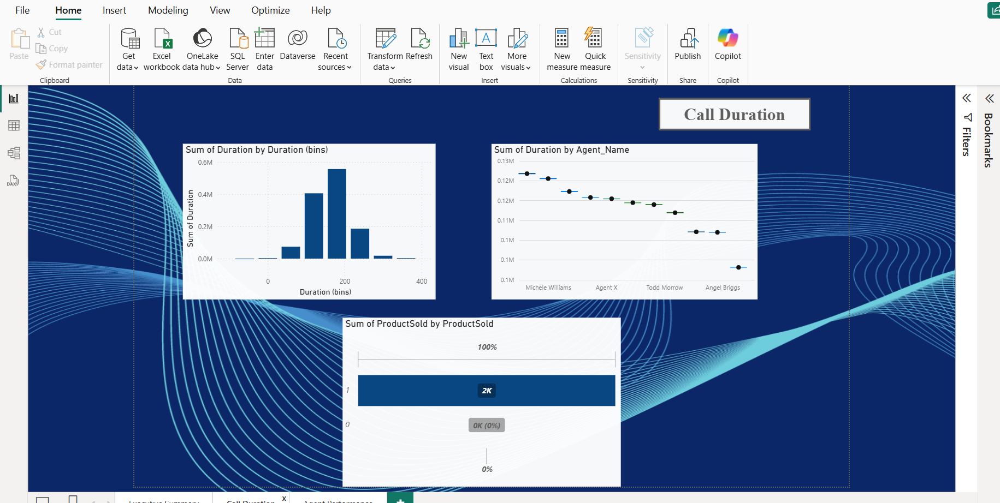 File Home Insert Modeling View Optimize Help
Paste
Cut
Copy
Format painter
Clipboard
Get data
Excel workbook
OneLake data hub
SQL Server
Enter data
Dataverse
Recent sources
Data
Transform data
Refresh
Queries
New visual
A
Text box
More visuals
Insert
New measure
Quick measure
Calculations
Sensitivity
Sensitivity
Publish
Share
Copilot
Copilot
DAX
Call Duration
Filters
Bookmarks
Sum of Duration by Duration (bins)
Sum of Duration
0.6M
0.4M
0.2M
0.0M
0 200 400
Duration (bins)
Sum of Duration by Agent_Name
0.13M
0.12M
0.12M
0.11M
0.1M
0.1M
0.1M
Michele Williams Agent X Todd Morrow Angel Briggs
Sum of ProductSold by ProductSold
100%
1 2K
0 0K (0%)
0%
Executive Summary Call Duration x Agent Performance